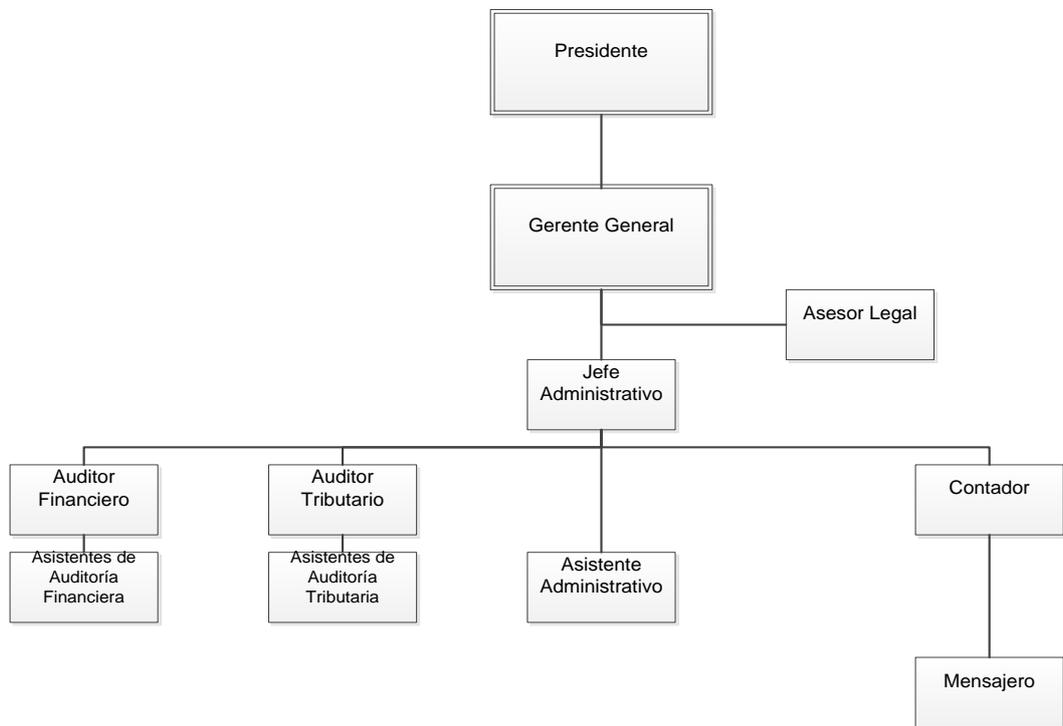 Presidente
Gerente General
Asesor Legal
Jefe
Administrativo
Auditor
Financiero
Auditor
Tributario
Contador
Asistentes de
Auditoría
Financiera
Asistentes de
Auditoría
Tributaria
Asistente
Administrativo
Mensajero